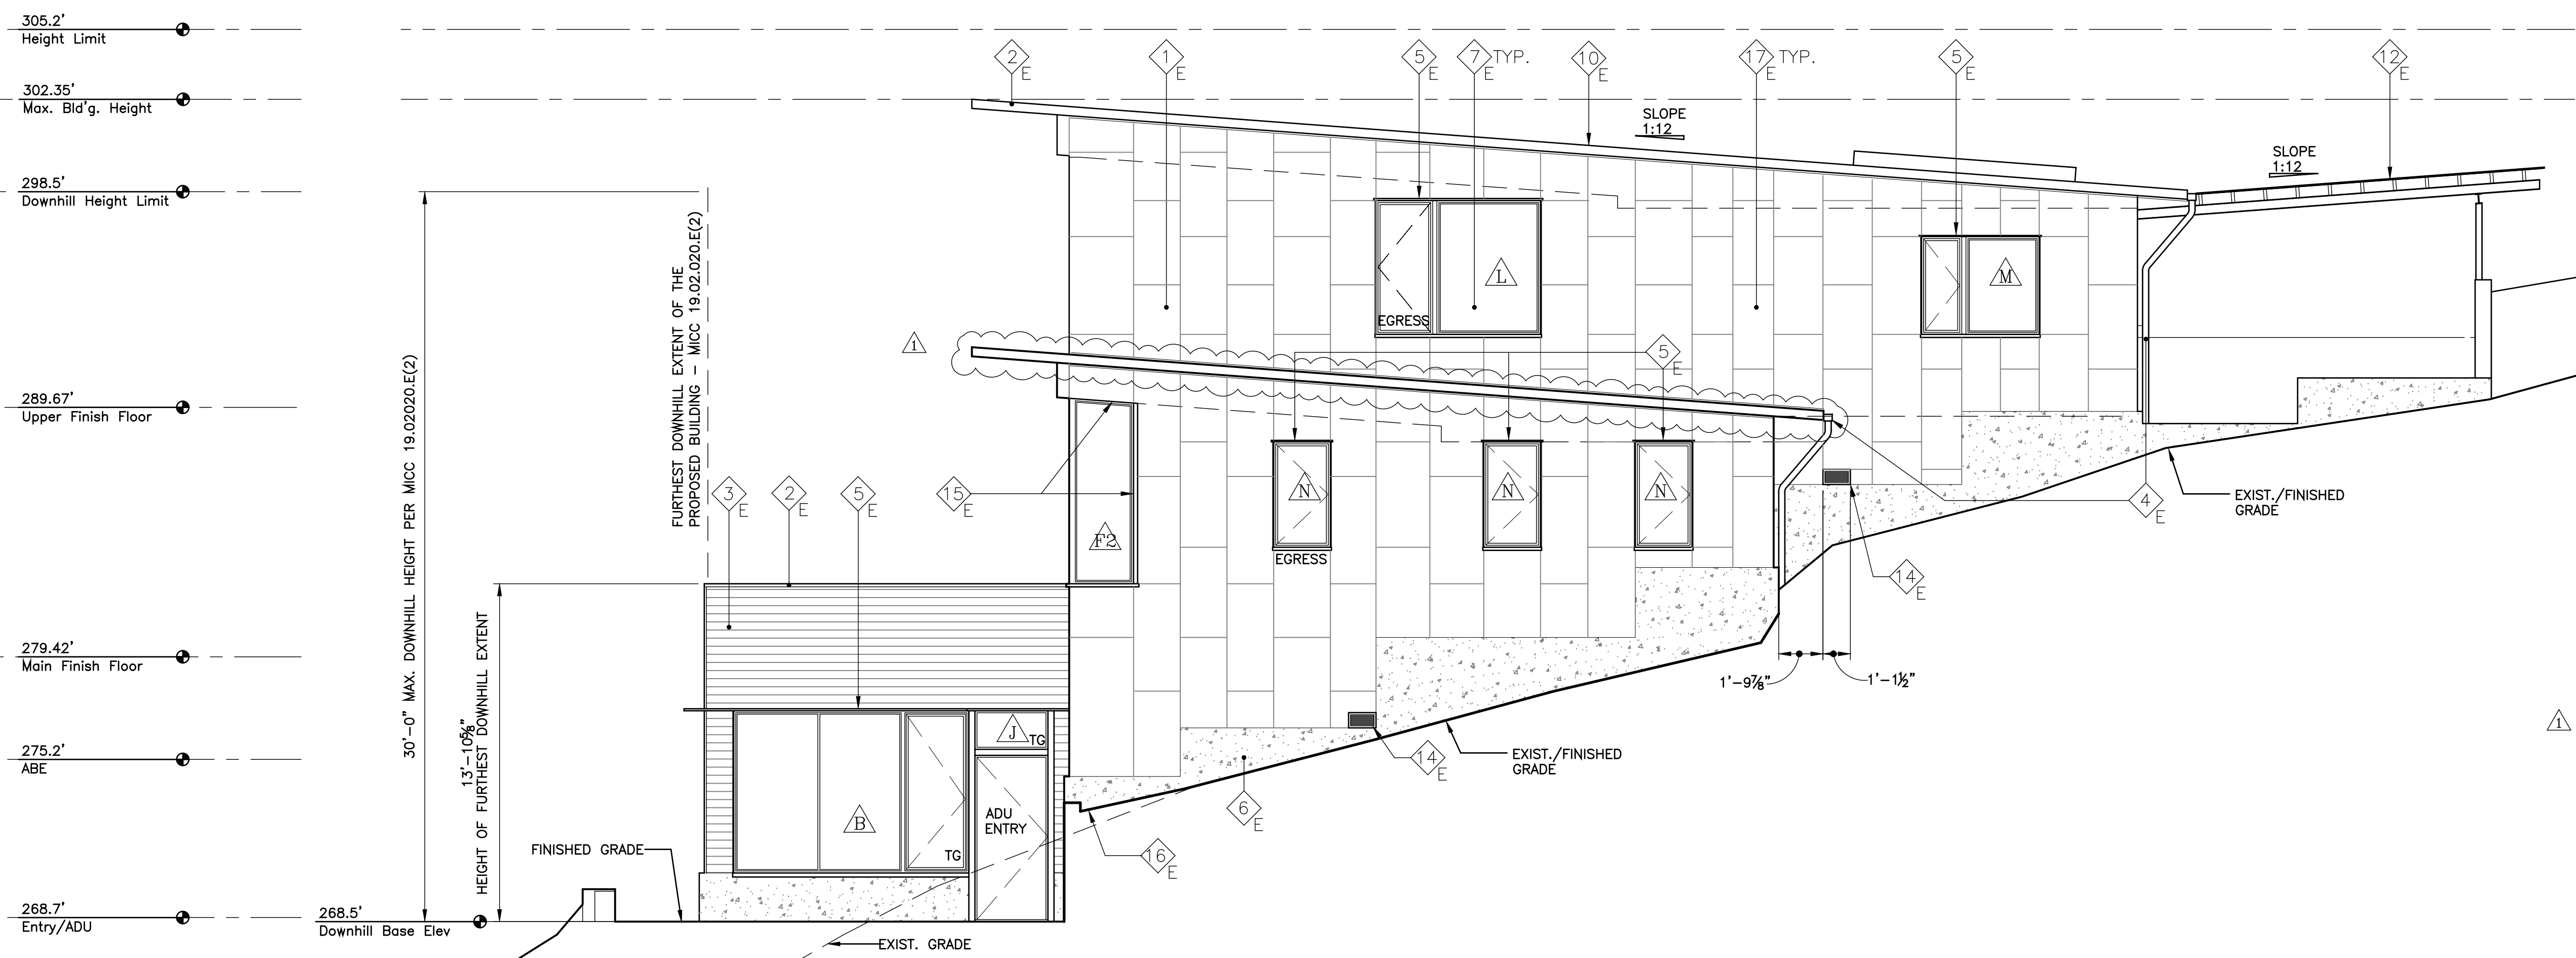 305.2'
Height Limit
302.35'
Max. Bld'g. Height
298.5'
Downhill Height Limit
289.67'
Upper Finish Floor
279.42'
Main Finish Floor
275.2'
ABE
268.7'
Entry/ADU
268.5'
Downhill Base Elev
30'-0" MAX. DOWNHILL HEIGHT PER MICC 19.02020.E(2)
13'-10⅝"
HEIGHT OF FURTHEST DOWNHILL EXTENT
FURTHEST DOWNHILL EXTENT OF THE
PROPOSED BUILDING - MICC 19.02.020.E(2)
2 E
1 E
5 E
7 E TYP.
10 E
17 E TYP.
5 E
12 E
SLOPE
1:12
SLOPE
1:12
L
EGRESS
M
1
5 E
3 E
2 E
5 E
15 E
F2
N
EGRESS
N
N
4 E
EXIST./FINISHED
GRADE
14 E
1'-9⅞"
1'-1½"
1
J
TG
B
TG
ADU
ENTRY
14 E
EXIST./FINISHED
GRADE
6 E
16 E
FINISHED GRADE
EXIST. GRADE